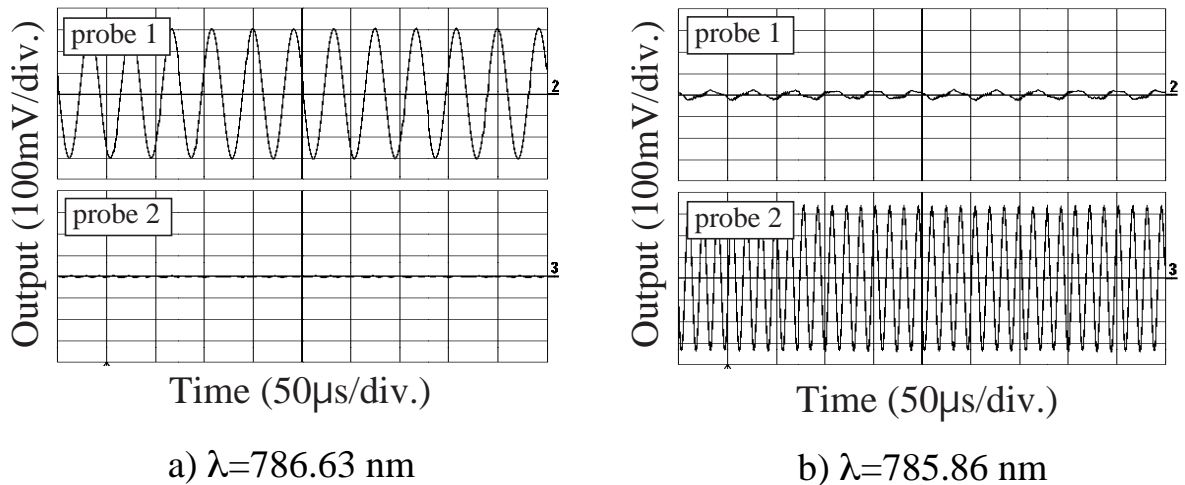 Output (100mV/div.)
probe 1
2
probe 2
3
Time (50µs/div.)
a) λ=786.63 nm
Output (100mV/div.)
probe 1
2
probe 2
3
Time (50µs/div.)
b) λ=785.86 nm